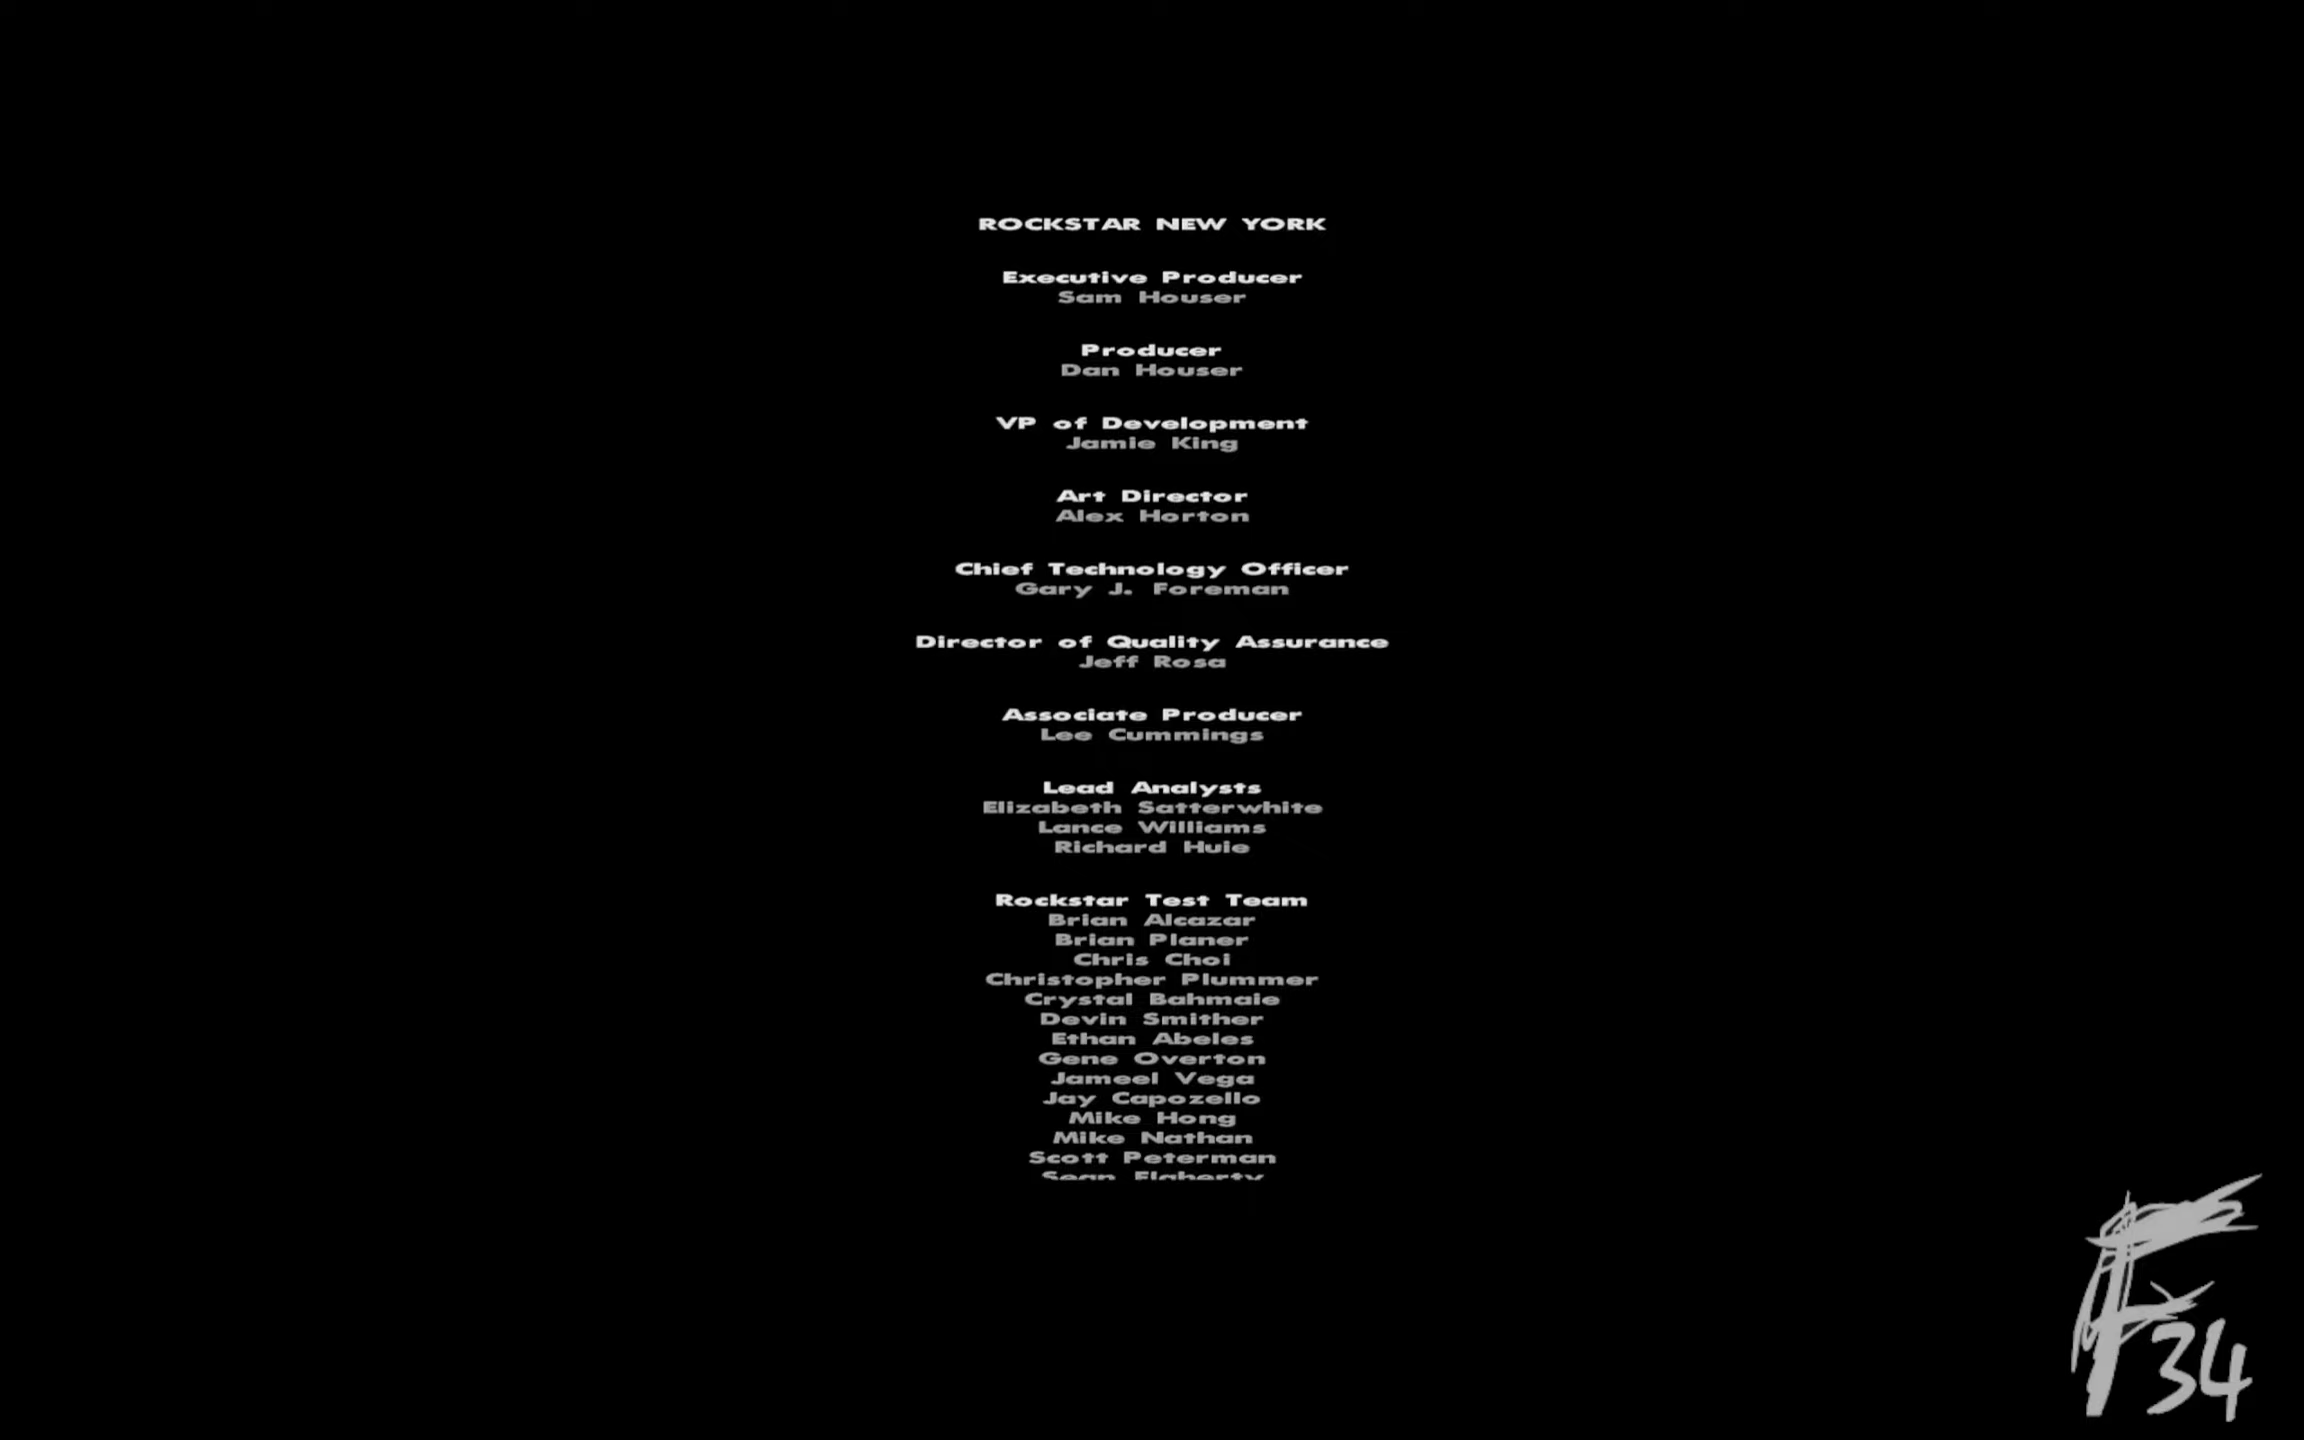 ROCKSTAR NEW YORK
Executive Producer
Sam Houser
Producer
Dan Houser
VP of Development
Jamie King
Art Director
Alex Horton
Chief Technology Officer
Gary J. Foreman
Director of Quality Assurance
Jeff Rosa
Associate Producer
Lee Cummings
Lead Analysts
Elizabeth Satterwhite
Lance Williams
Richard Huie
Rockstar Test Team
Brian Alcazar
Brian Planer
Chris Choi
Christopher Plummer
Crystal Bahmaie
Devin Smither
Ethan Abeles
Gene Overton
Jameel Vega
Jay Capozello
Mike Hong
Mike Nathan
Scott Peterman
Sean Flaherty
F34